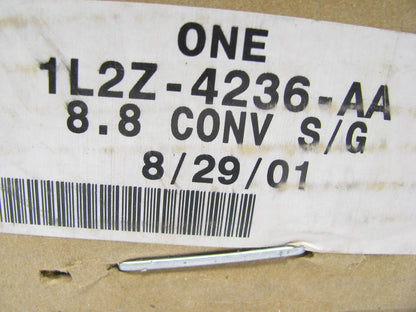 ONE
1L2Z-4236-AA
8.8 CONV S/G
8/29/01